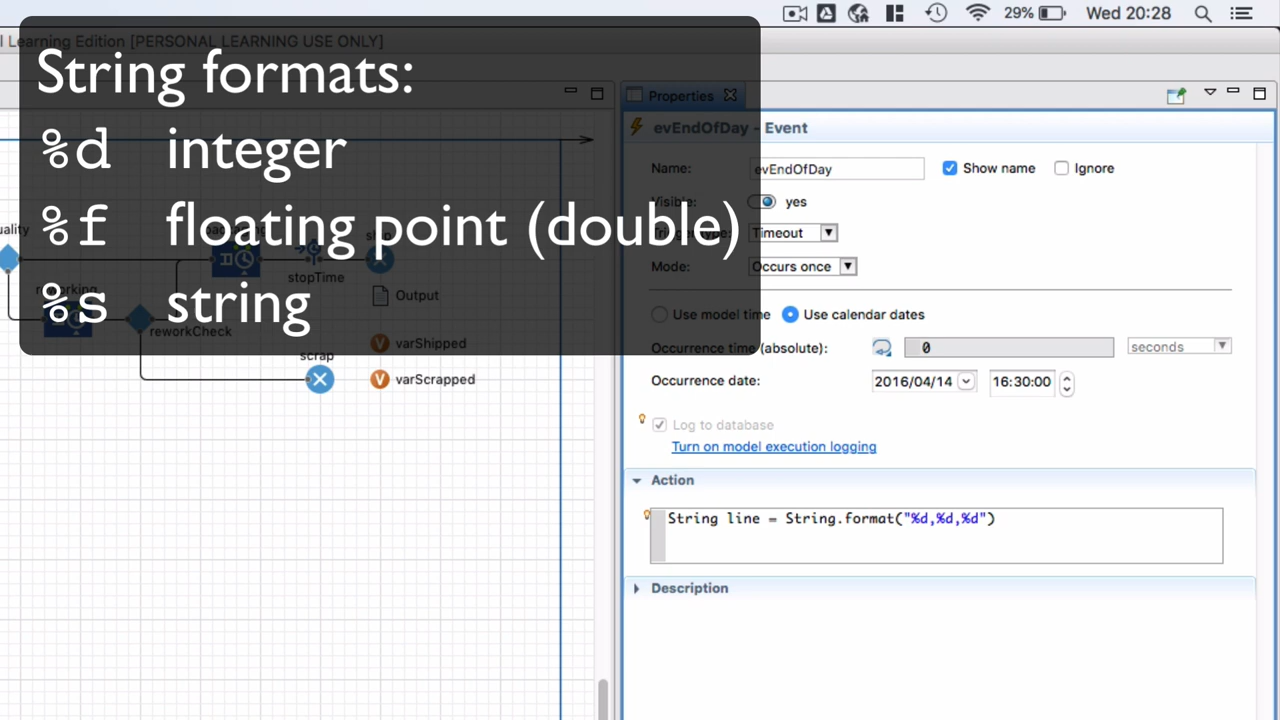 29% Wed 20:28
l Learning Edition [PERSONAL LEARNING USE ONLY]
String formats:
%d integer
%f floating point (double)
%s string
uality
reworking
stopTime
Output
reworkCheck
varShipped
scrap
varScrapped
Properties
evEndOfDay - Event
Name: evEndOfDay Show name Ignore
Visible: yes
Timeout
Mode: Occurs once
Use model time Use calendar dates
Occurrence time (absolute): 0 seconds
Occurrence date: 2016/04/14 16:30:00
Log to database
Turn on model execution logging
Action
String line = String.format("%d,%d,%d")
Description